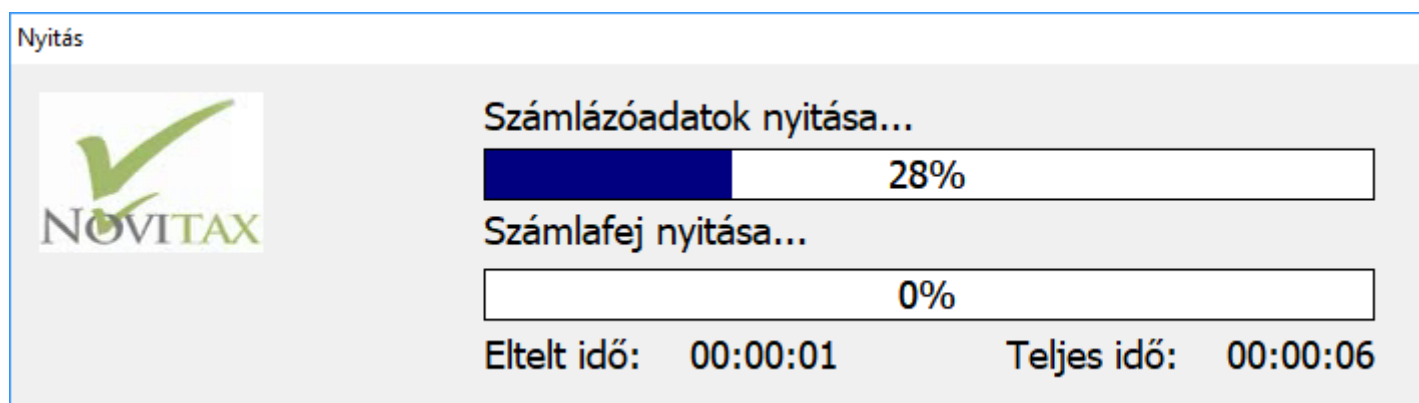 Nyitás
NOVITAX
Számlázóadatok nyitása...
28%
Számlafej nyitása...
0%
Eltelt idő: 00:00:01 Teljes idő: 00:00:06